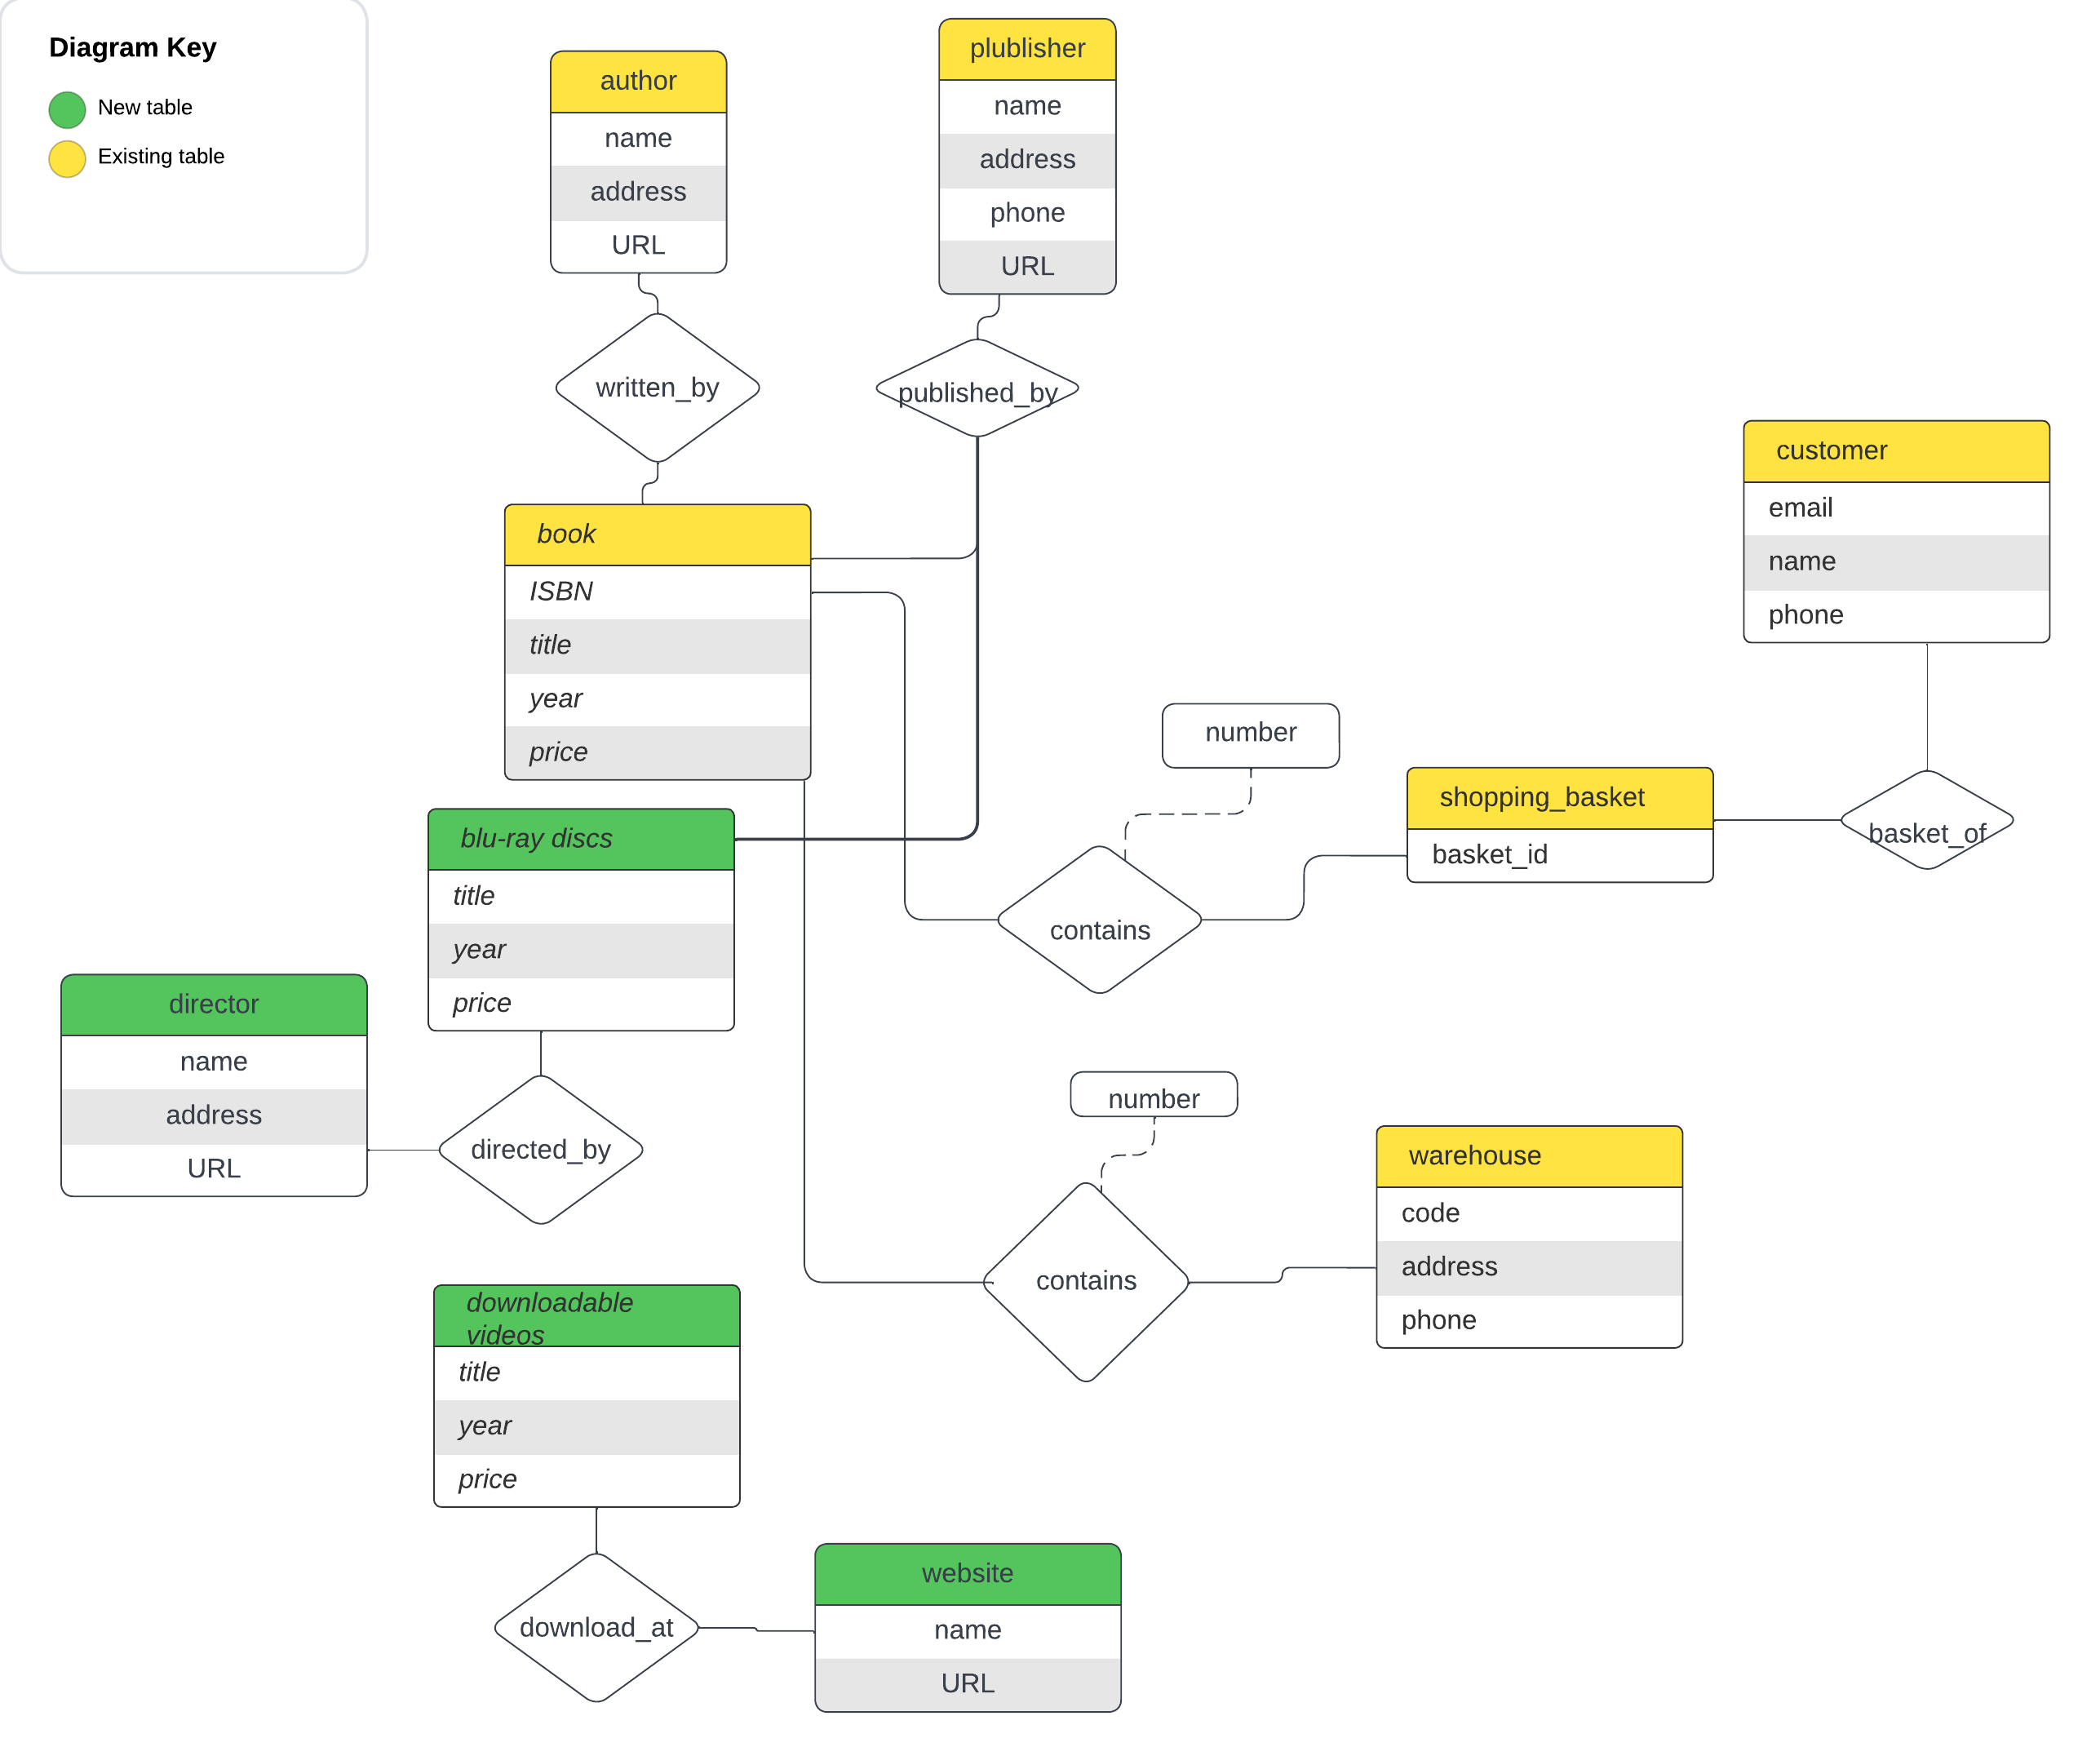 Diagram Key
New table
Existing table
author
name
address
URL
plublisher
name
address
phone
URL
written_by
published_by
customer
email
name
phone
book
ISBN
title
year
price
number
shopping_basket
basket_id
basket_of
contains
blu-ray discs
title
year
price
director
name
address
URL
directed_by
number
contains
warehouse
code
address
phone
downloadable
videos
title
year
price
download_at
website
name
URL